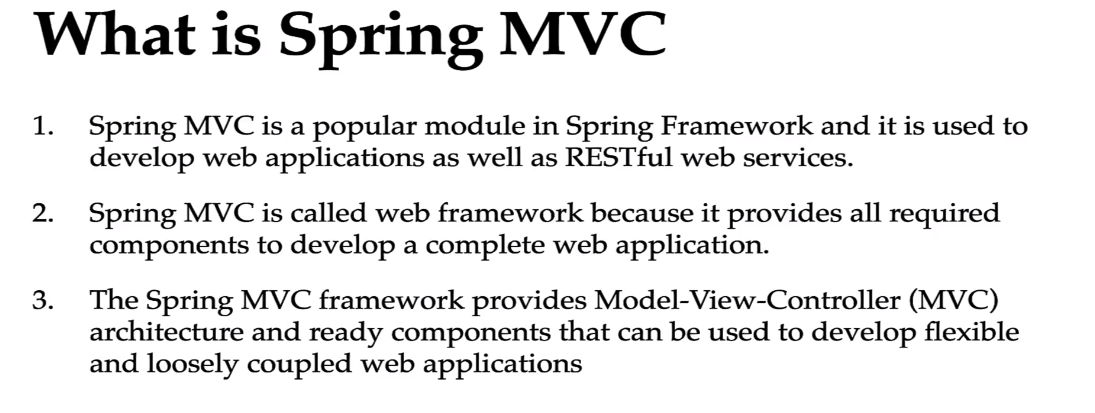 What is Spring MVC
1. Spring MVC is a popular module in Spring Framework and it is used to
develop web applications as well as RESTful web services.
2. Spring MVC is called web framework because it provides all required
components to develop a complete web application.
3. The Spring MVC framework provides Model-View-Controller (MVC)
architecture and ready components that can be used to develop flexible
and loosely coupled web applications